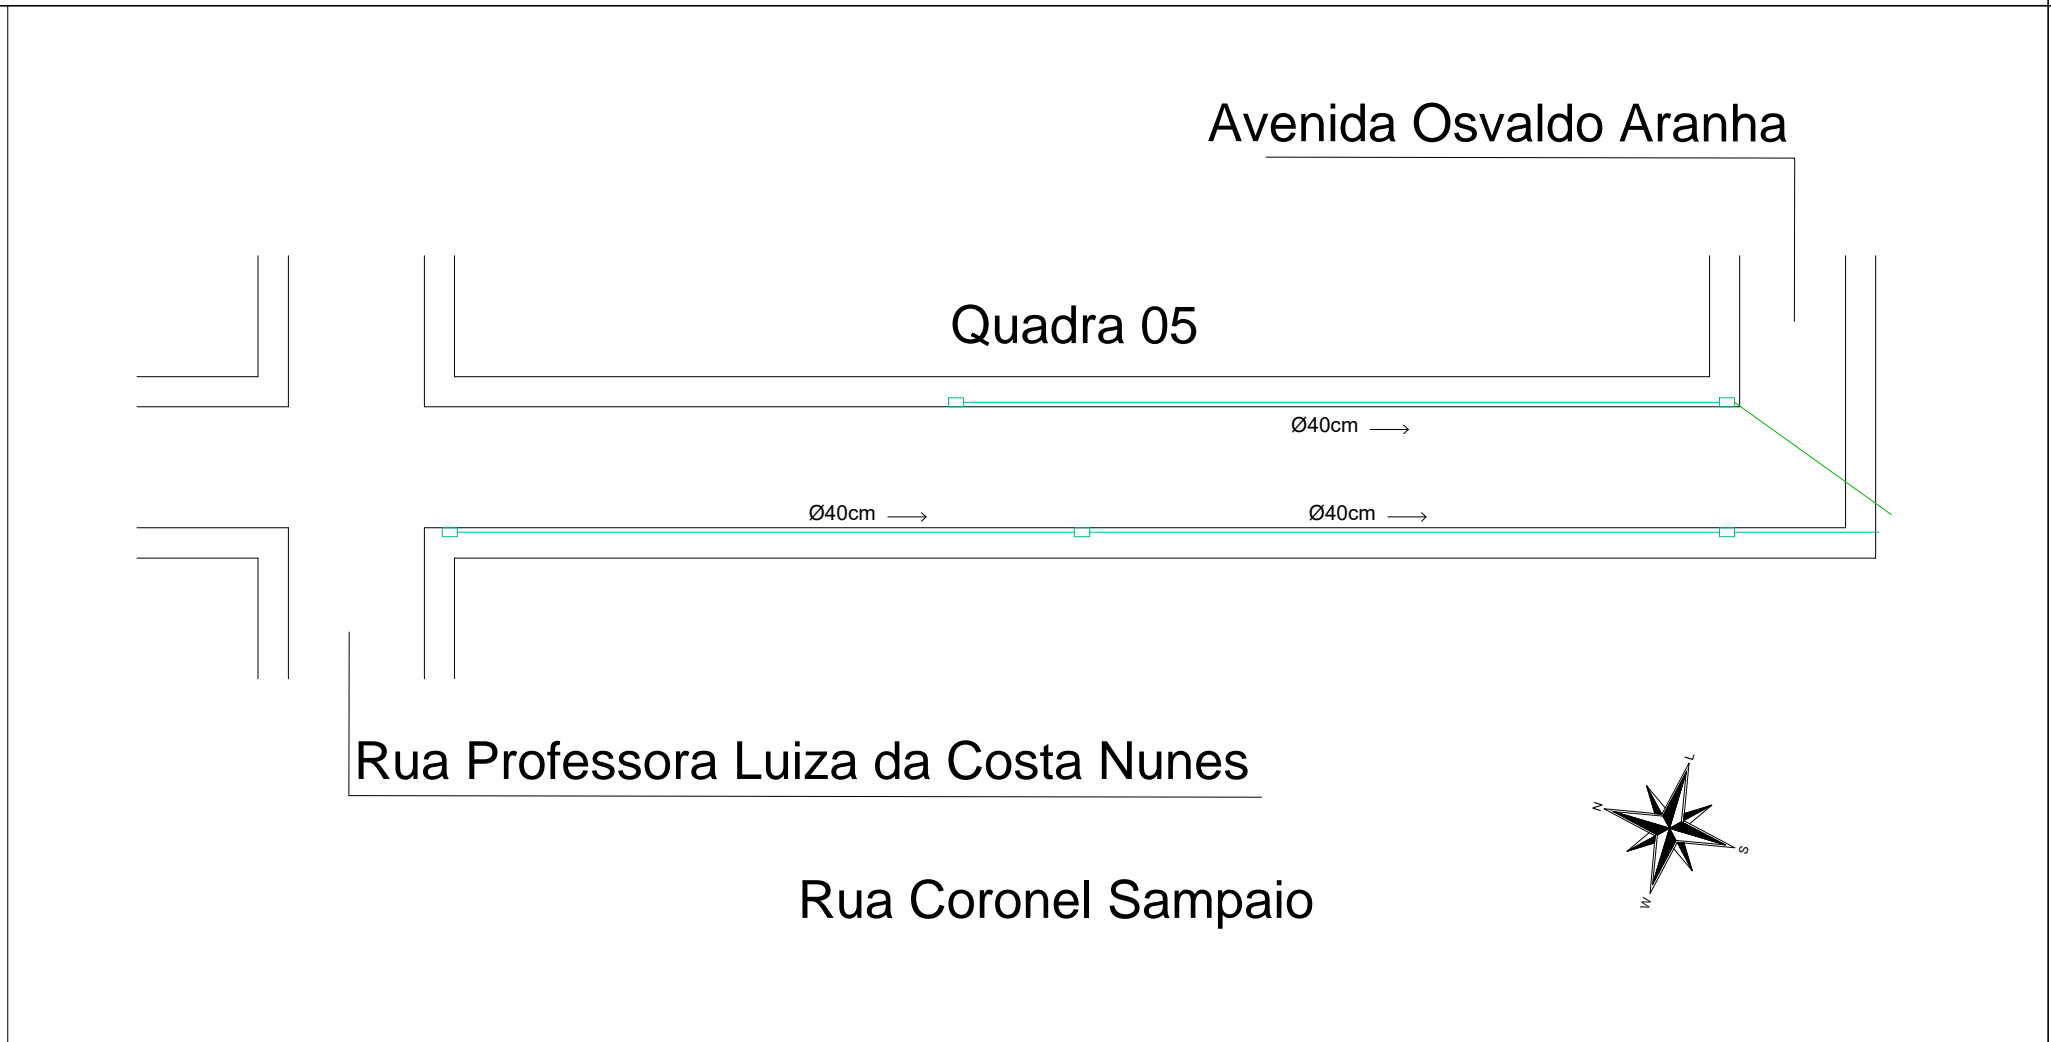 Avenida Osvaldo Aranha
Quadra 05
Ø40cm
Ø40cm
Ø40cm
Rua Professora Luiza da Costa Nunes
L
N
S
W
Rua Coronel Sampaio